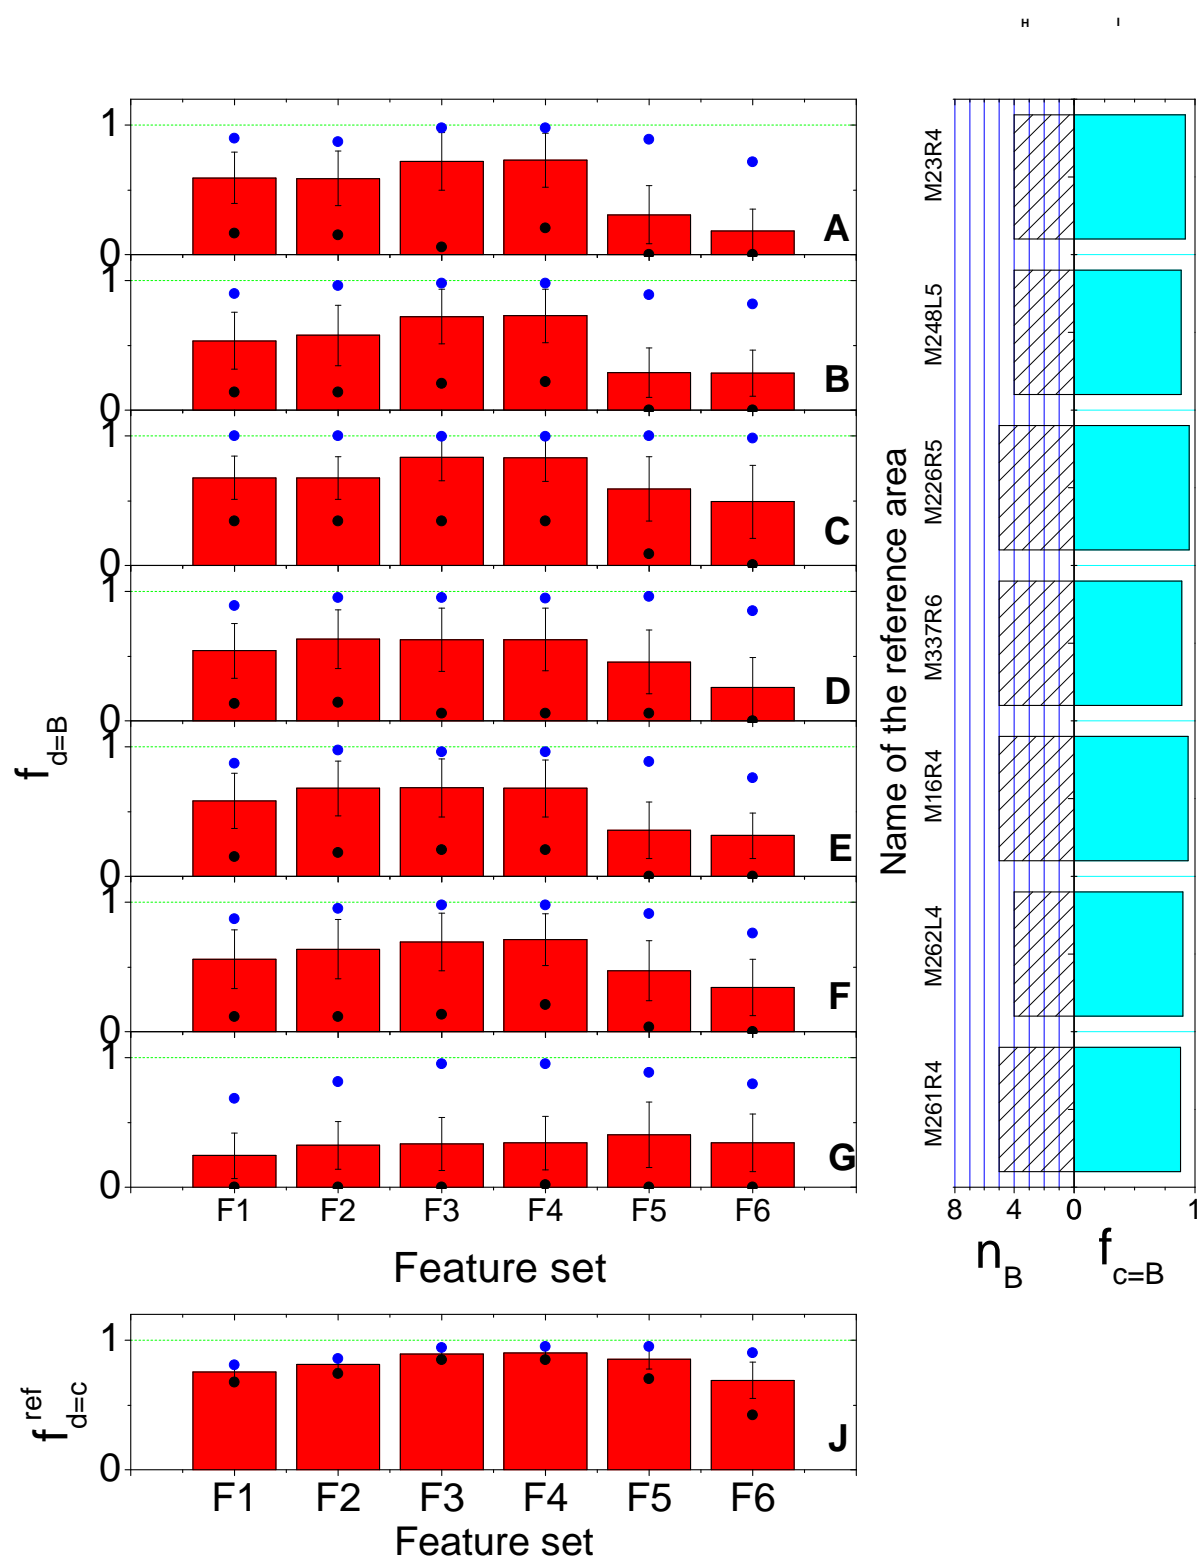 H I
1
0
A
1
0
B
1
0
C
1
0
D
1
0
E
1
0
F
1
0
G
f d=B
F1 F2 F3 F4 F5 F6
Feature set
Name of the reference area
M23R4
M248L5
M226R5
M337R6
M16R4
M262L4
M261R4
8 4 0 1
n B f c=B
1
0
J
f ref d=c
F1 F2 F3 F4 F5 F6
Feature set